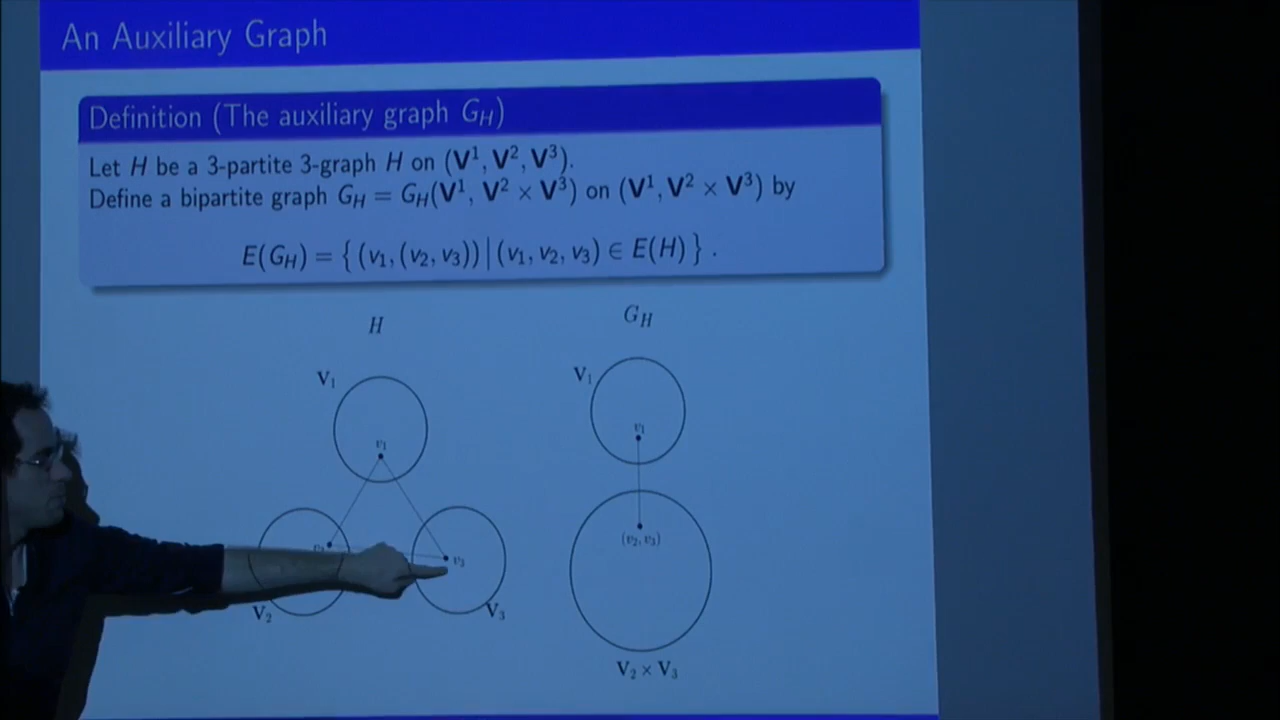 An Auxiliary Graph
Definition (The auxiliary graph G_H)
Let H be a 3-partite 3-graph H on (V¹, V², V³).
Define a bipartite graph G_H = G_H(V¹, V² × V³) on (V¹, V² × V³) by
E(G_H) = { (v₁, (v₂, v₃)) | (v₁, v₂, v₃) ∈ E(H) } .
H
G_H
V₁
v₁
v₃
V₂
V₃
V₁
v₁
(v₂, v₃)
V₂ × V₃